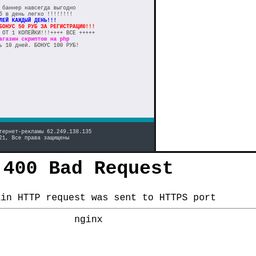 баннер навсегда выгодно
в день легко !!!!!!!!
ЛЕЙ КАЖДЫЙ ДЕНЬ!!!
БОНУС 50 РУБ ЗА РЕГИСТРАЦИЮ!!!
ОТ 1 КОПЕЙКИ!!!++++ ВСЕ +++++
газин скриптов на php
10 дней. БОНУС 100 РУБ!
тернет-рекламы 62.249.138.135
21, Все права защищены
400 Bad Request
in HTTP request was sent to HTTPS port
nginx